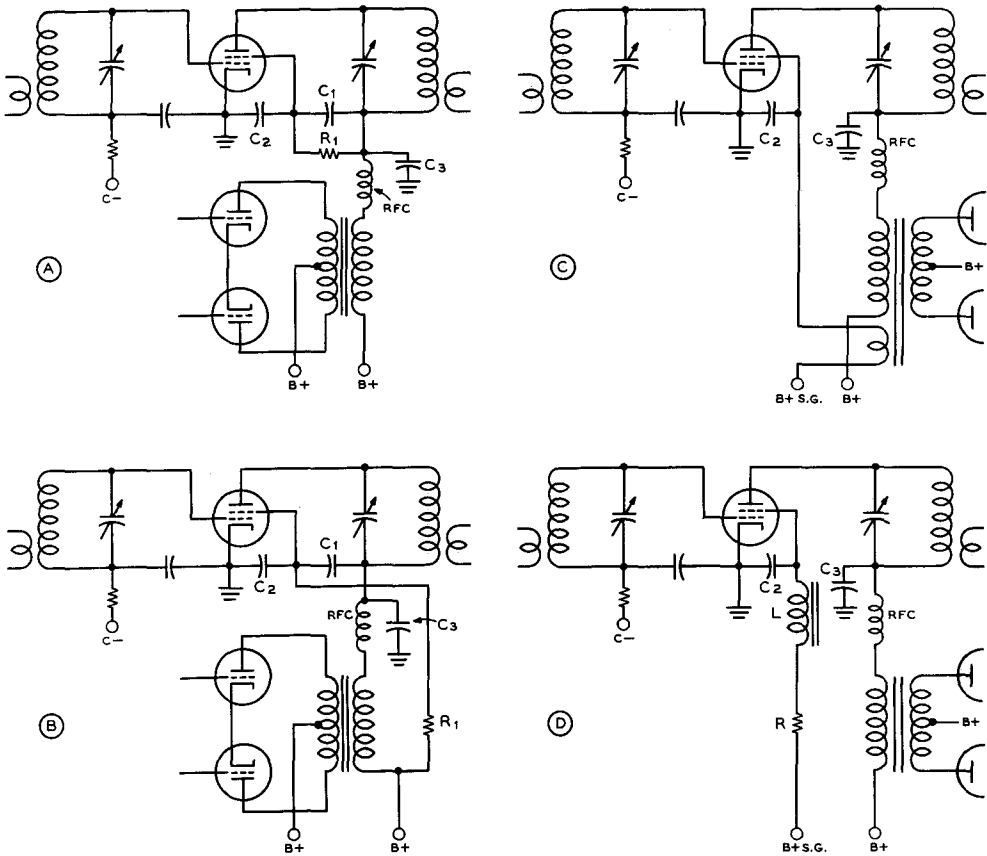 C1
C2
R1
C3
RFC
C-
A
B+
B+
C2
C3
RFC
C-
C
B+
B+ S.G.
B+
C1
C2
RFC
C3
C-
B
R1
B+
B+
C2
C3
L
RFC
C-
D
R
B+
B+ S.G.
B+